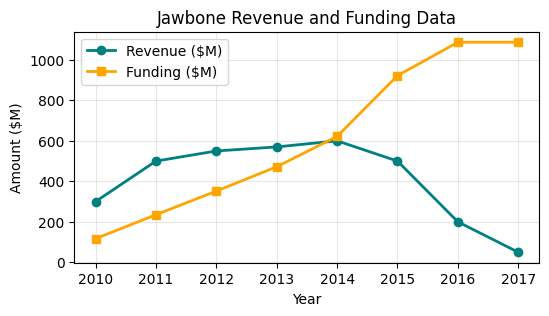 Jawbone Revenue and Funding Data
Revenue ($M)
Funding ($M)
Amount ($M)
1000
800
600
400
200
0
2010 2011 2012 2013 2014 2015 2016 2017
Year